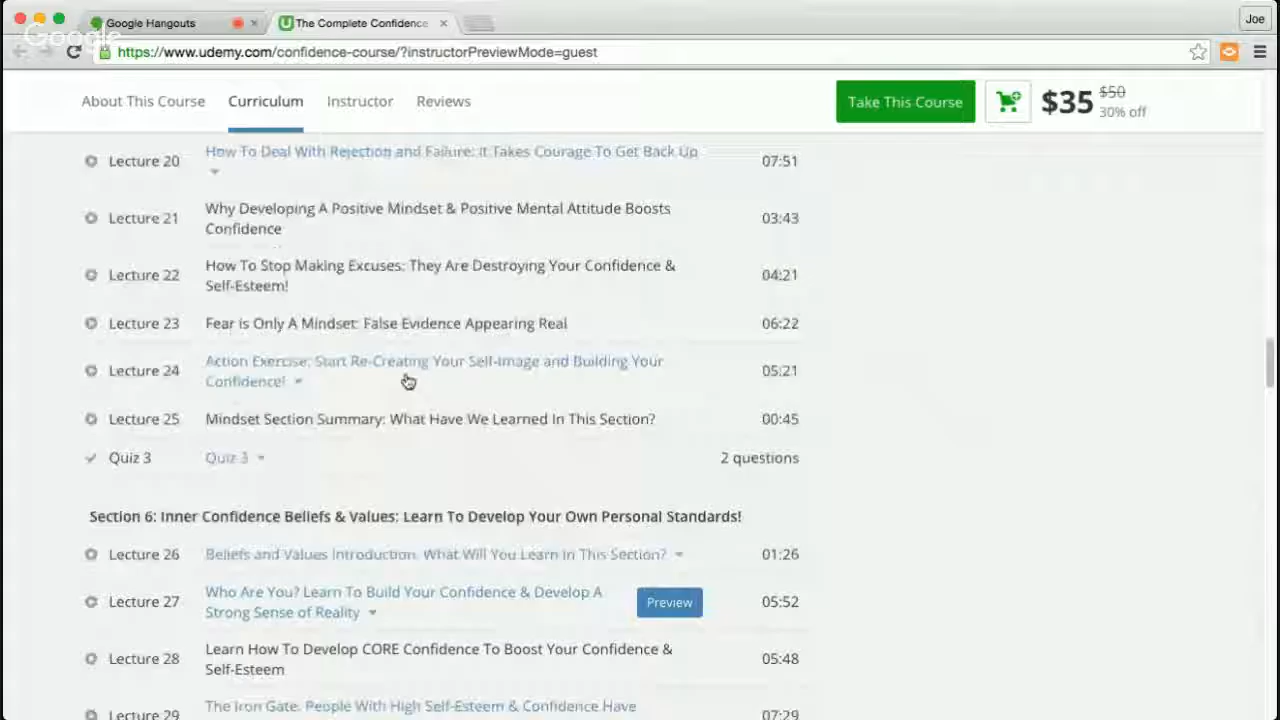 Google Hangouts
The Complete Confidence
Joe
Google
https://www.udemy.com/confidence-course/?instructorPreviewMode=guest
About This Course
Curriculum
Instructor
Reviews
Take This Course
$35
$50
30% off
Lecture 20
How To Deal With Rejection and Failure: It Takes Courage To Get Back Up
07:51
Lecture 21
Why Developing A Positive Mindset & Positive Mental Attitude Boosts
Confidence
03:43
Lecture 22
How To Stop Making Excuses: They Are Destroying Your Confidence &
Self-Esteem!
04:21
Lecture 23
Fear is Only A Mindset: False Evidence Appearing Real
06:22
Lecture 24
Action Exercise: Start Re-Creating Your Self-Image and Building Your
Confidence!
05:21
Lecture 25
Mindset Section Summary: What Have We Learned In This Section?
00:45
Quiz 3
Quiz 3
2 questions
Section 6: Inner Confidence Beliefs & Values: Learn To Develop Your Own Personal Standards!
Lecture 26
Beliefs and Values Introduction: What Will You Learn In This Section?
01:26
Lecture 27
Who Are You? Learn To Build Your Confidence & Develop A
Strong Sense of Reality
Preview
05:52
Lecture 28
Learn How To Develop CORE Confidence To Boost Your Confidence &
Self-Esteem
05:48
Lecture 29
The Iron Gate: People With High Self-Esteem & Confidence Have
07:29